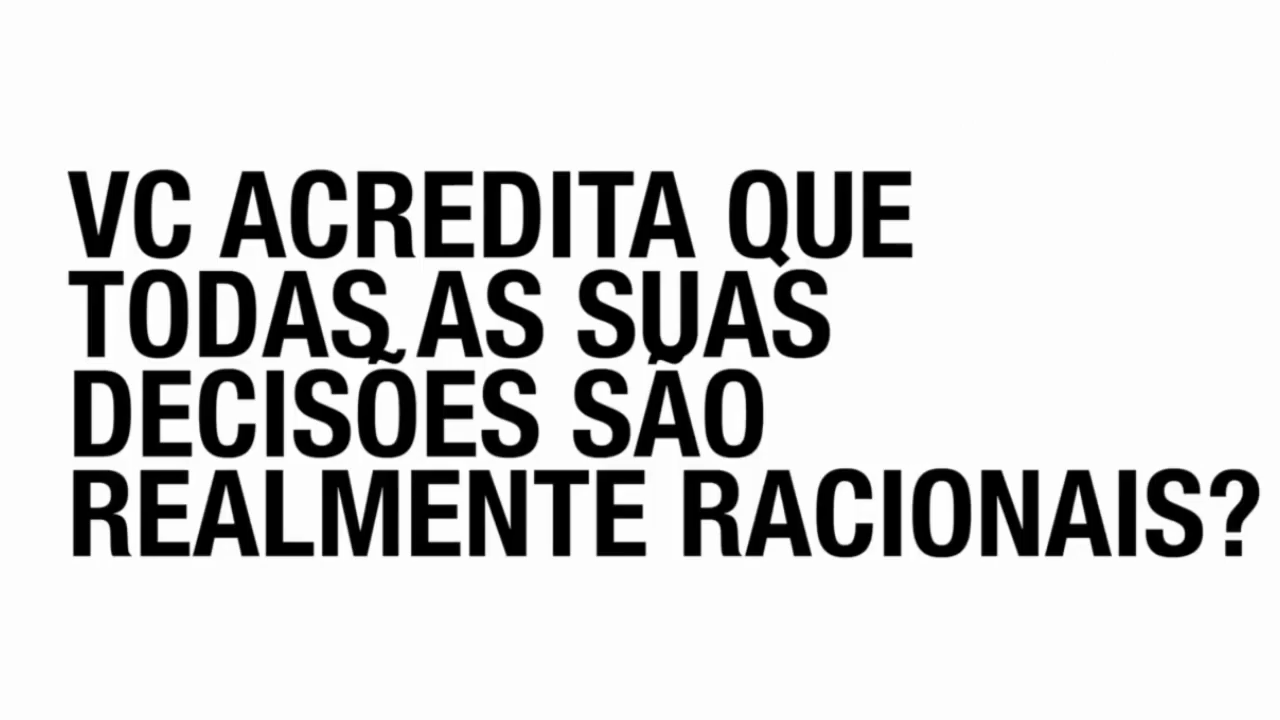 VC ACREDITA QUE
TODAS AS SUAS
DECISÕES SÃO
REALMENTE RACIONAIS?